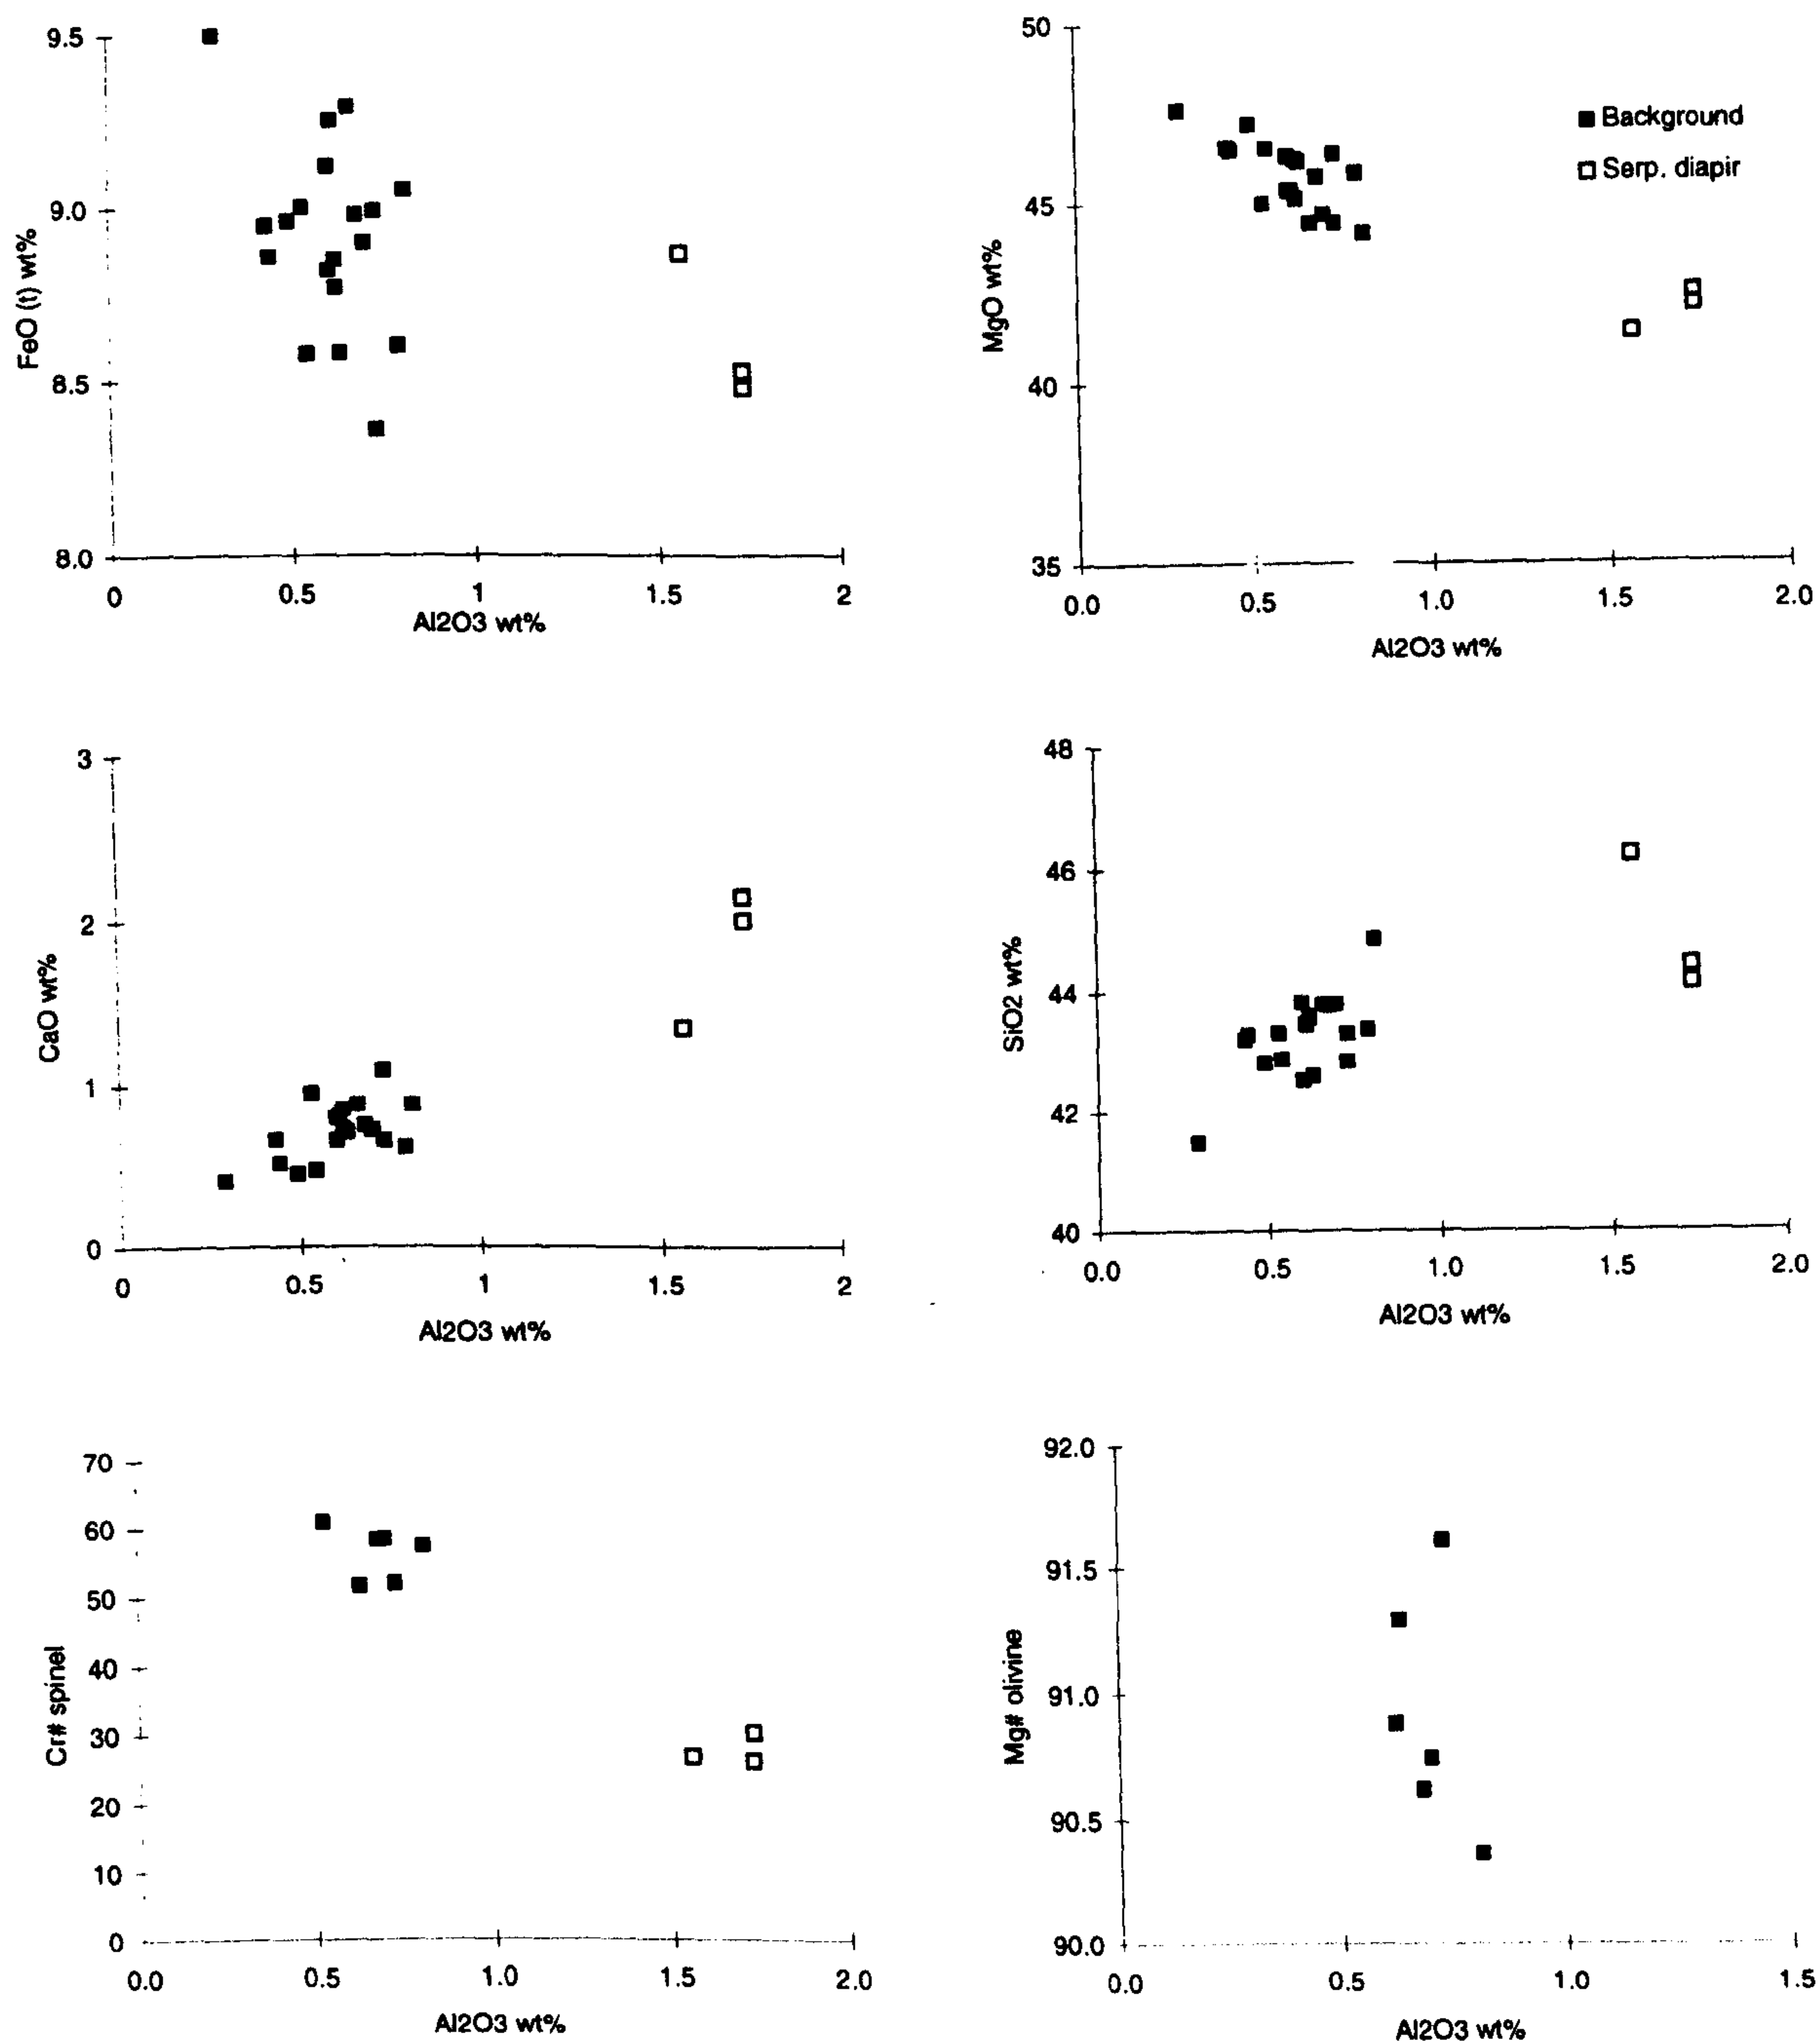 9.5
9.0
8.5
8.0
FeO (t) wt%
0 0.5 1 1.5 2
Al2O3 wt%
50
45
40
35
MgO wt%
0.0 0.5 1.0 1.5 2.0
Al2O3 wt%
Background
Serp. diapir
3
2
1
0
CaO wt%
0 0.5 1 1.5 2
Al2O3 wt%
48
46
44
42
40
SiO2 wt%
0.0 0.5 1.0 1.5 2.0
Al2O3 wt%
70
60
50
40
30
20
10
0
Cr# spinel
0.0 0.5 1.0 1.5 2.0
Al2O3 wt%
92.0
91.5
91.0
90.5
90.0
Mg# olivine
0.0 0.5 1.0 1.5
Al2O3 wt%